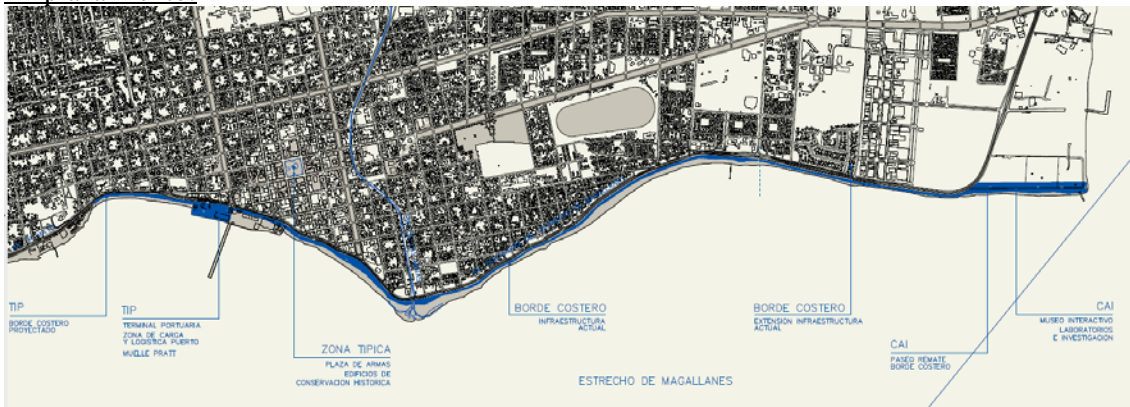 TIP
BORDE COSTERO
PROYECTADO
TIP
TERMINAL PORTUARIA
ZONA DE CARGA
Y LOGISTICA PUERTO
MUELLE PRATT
ZONA TIPICA
PLAZA DE ARMAS
EDIFICIOS DE
CONSERVACION HISTORICA
BORDE COSTERO
INFRAESTRUCTURA
ACTUAL
BORDE COSTERO
EXTENSION INFRAESTRUCTURA
ACTUAL
CAI
PASEO REMATE
BORDE COSTERO
CAI
MUSEO INTERACTIVO
LABORATORIOS
E INVESTIGACION
ESTRECHO DE MAGALLANES